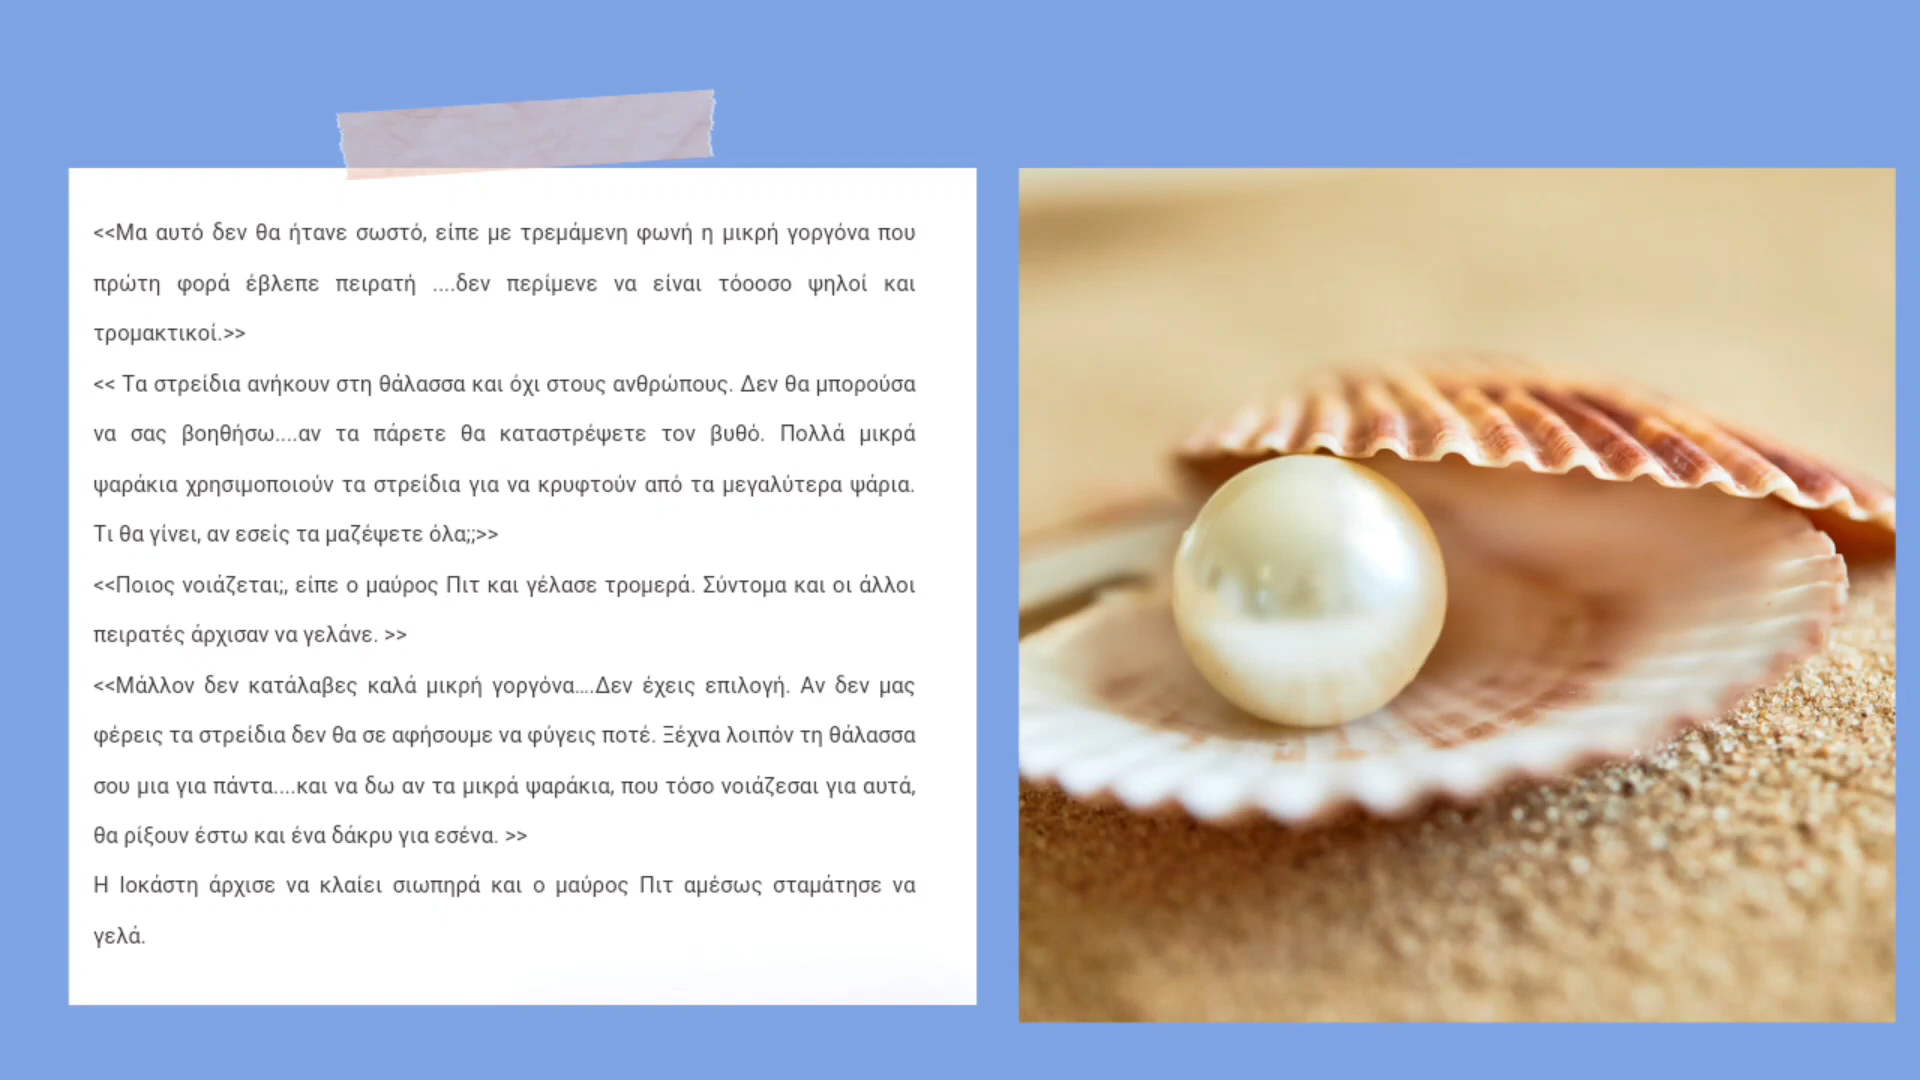 <<Μα αυτό δεν θα ήτανε σωστό, είπε με τρεμάμενη φωνή η μικρή γοργόνα που
πρώτη φορά έβλεπε πειρατή ....δεν περίμενε να είναι τόοοσο ψηλοί και
τρομακτικοί.>>
<< Τα στρείδια ανήκουν στη θάλασσα και όχι στους ανθρώπους. Δεν θα μπορούσα
να σας βοηθήσω....αν τα πάρετε θα καταστρέψετε τον βυθό. Πολλά μικρά
ψαράκια χρησιμοποιούν τα στρείδια για να κρυφτούν από τα μεγαλύτερα ψάρια.
Τι θα γίνει, αν εσείς τα μαζέψετε όλα;;>>
<<Ποιος νοιάζεται;, είπε ο μαύρος Πιτ και γέλασε τρομερά. Σύντομα και οι άλλοι
πειρατές άρχισαν να γελάνε. >>
<<Μάλλον δεν κατάλαβες καλά μικρή γοργόνα….Δεν έχεις επιλογή. Αν δεν μας
φέρεις τα στρείδια δεν θα σε αφήσουμε να φύγεις ποτέ. Ξέχνα λοιπόν τη θάλασσα
σου μια για πάντα....και να δω αν τα μικρά ψαράκια, που τόσο νοιάζεσαι για αυτά,
θα ρίξουν έστω και ένα δάκρυ για εσένα. >>
Η Ιοκάστη άρχισε να κλαίει σιωπηρά και ο μαύρος Πιτ αμέσως σταμάτησε να
γελά.